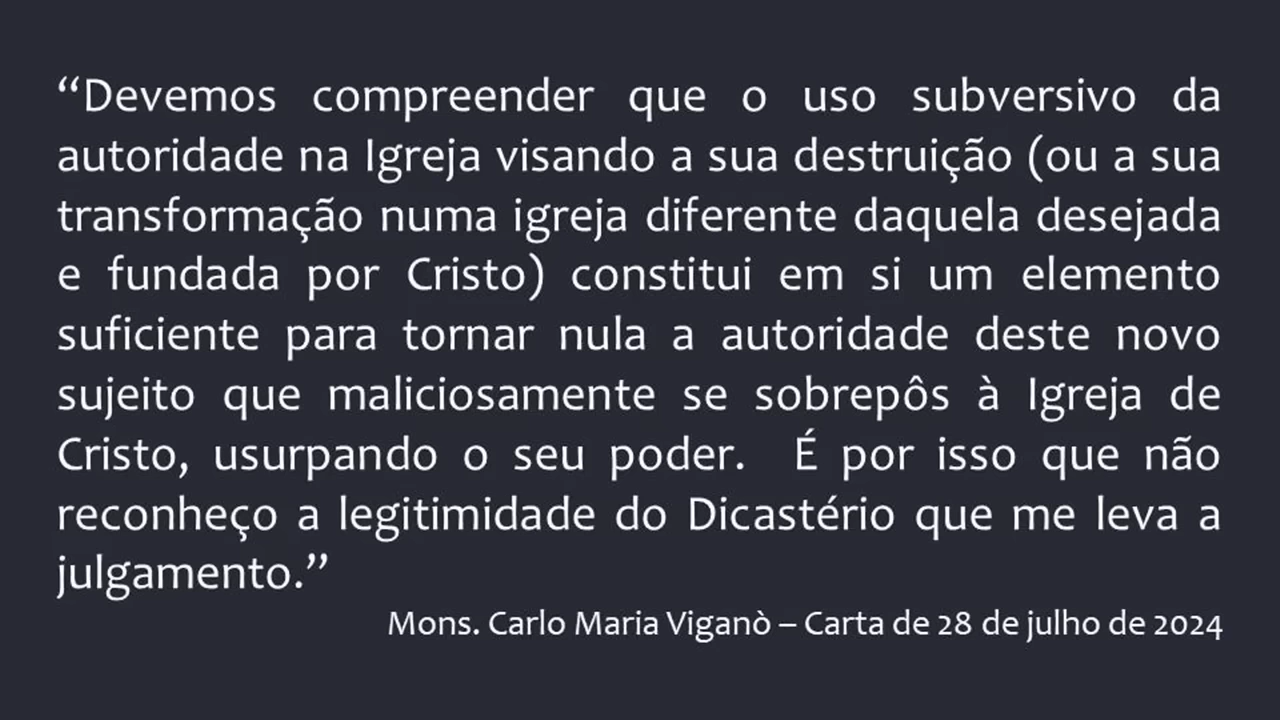 “Devemos compreender que o uso subversivo da
autoridade na Igreja visando a sua destruição (ou a sua
transformação numa igreja diferente daquela desejada
e fundada por Cristo) constitui em si um elemento
suficiente para tornar nula a autoridade deste novo
sujeito que maliciosamente se sobrepôs à Igreja de
Cristo, usurpando o seu poder.  É por isso que não
reconheço a legitimidade do Dicastério que me leva a
julgamento.”
Mons. Carlo Maria Viganò – Carta de 28 de julho de 2024